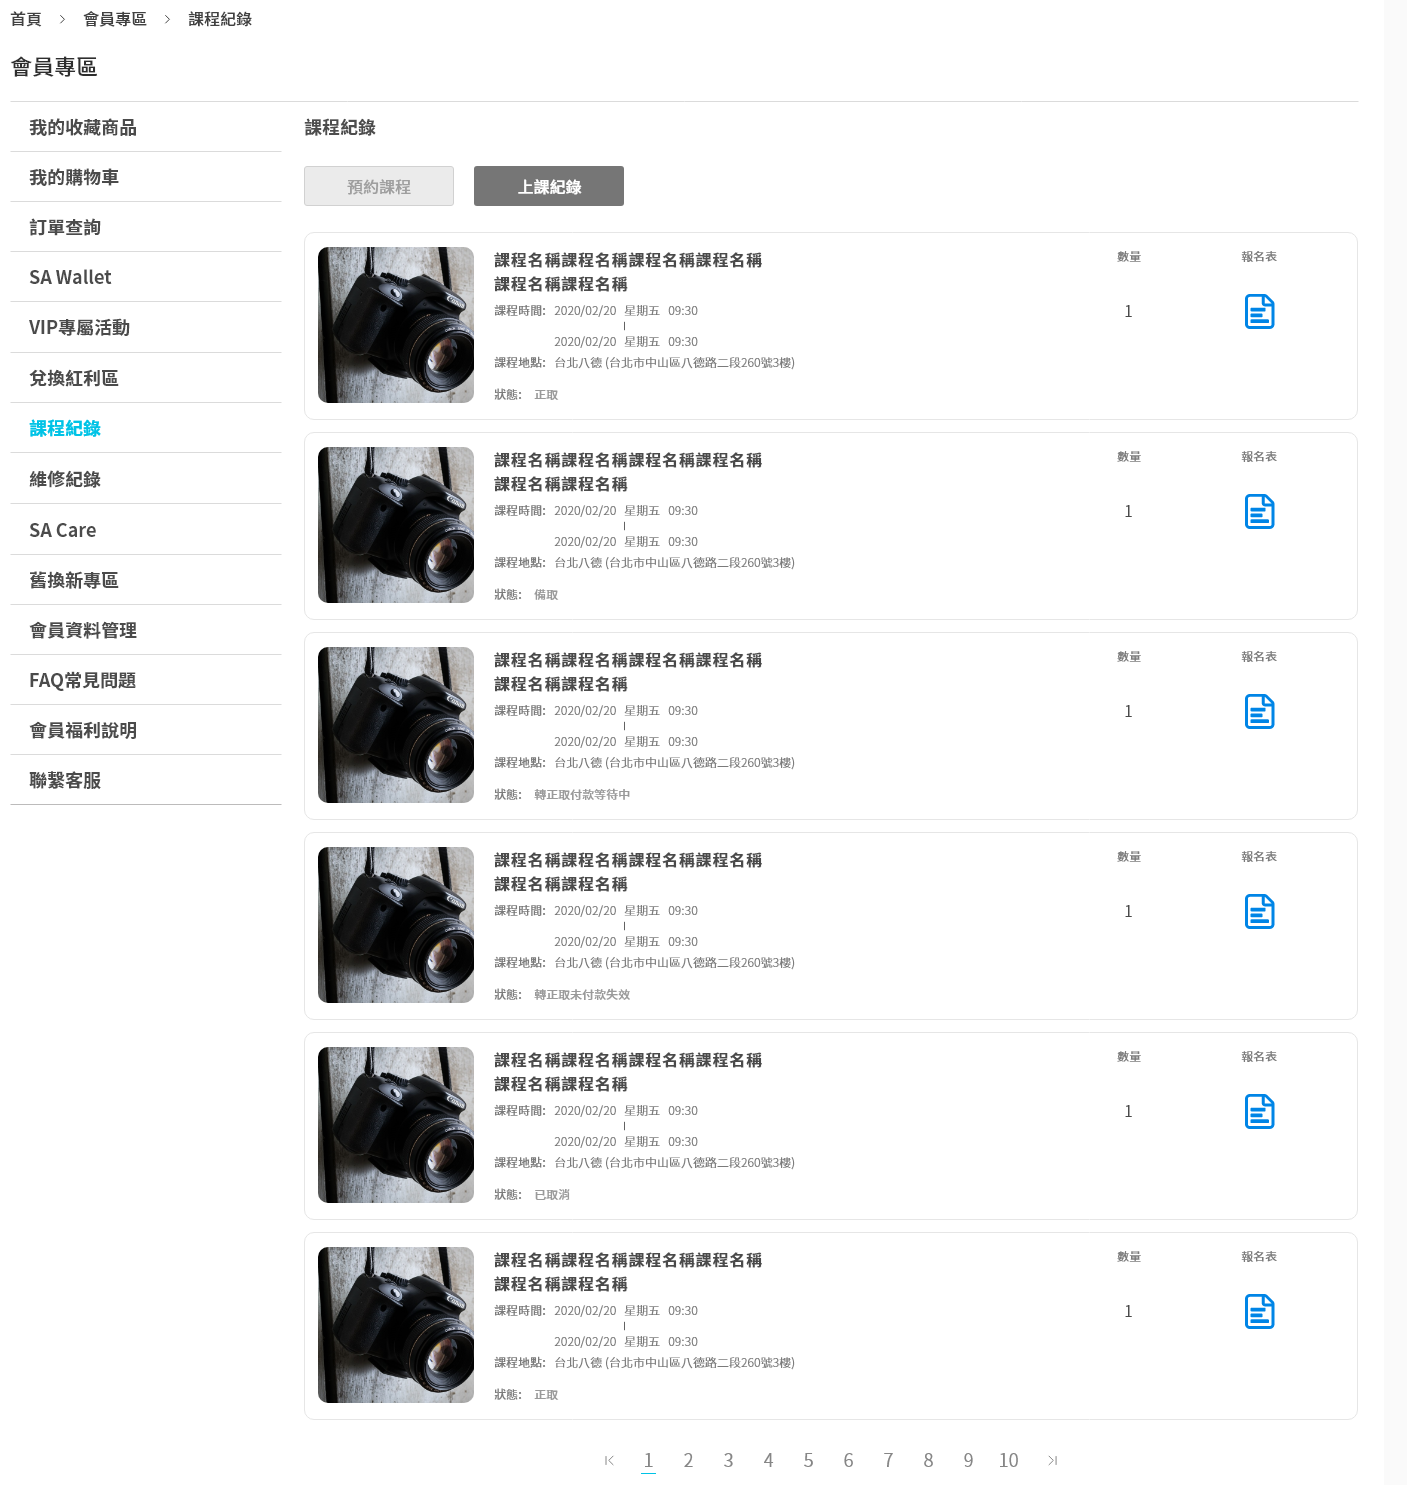 首頁 > 會員專區 > 課程紀錄
會員專區
我的收藏商品
我的購物車
訂單查詢
SA Wallet
VIP專屬活動
兌換紅利區
課程紀錄
維修紀錄
SA Care
舊換新專區
會員資料管理
FAQ常見問題
會員福利說明
聯繫客服
課程紀錄
預約課程 上課紀錄
課程名稱課程名稱課程名稱課程名稱
課程名稱課程名稱
課程時間: 2020/02/20 星期五 09:30
|
2020/02/20 星期五 09:30
課程地點: 台北八德 (台北市中山區八德路二段260號3樓)
狀態: 正取
數量
1
報名表
課程名稱課程名稱課程名稱課程名稱
課程名稱課程名稱
課程時間: 2020/02/20 星期五 09:30
|
2020/02/20 星期五 09:30
課程地點: 台北八德 (台北市中山區八德路二段260號3樓)
狀態: 備取
數量
1
報名表
課程名稱課程名稱課程名稱課程名稱
課程名稱課程名稱
課程時間: 2020/02/20 星期五 09:30
|
2020/02/20 星期五 09:30
課程地點: 台北八德 (台北市中山區八德路二段260號3樓)
狀態: 轉正取付款等待中
數量
1
報名表
課程名稱課程名稱課程名稱課程名稱
課程名稱課程名稱
課程時間: 2020/02/20 星期五 09:30
|
2020/02/20 星期五 09:30
課程地點: 台北八德 (台北市中山區八德路二段260號3樓)
狀態: 轉正取未付款失效
數量
1
報名表
課程名稱課程名稱課程名稱課程名稱
課程名稱課程名稱
課程時間: 2020/02/20 星期五 09:30
|
2020/02/20 星期五 09:30
課程地點: 台北八德 (台北市中山區八德路二段260號3樓)
狀態: 已取消
數量
1
報名表
課程名稱課程名稱課程名稱課程名稱
課程名稱課程名稱
課程時間: 2020/02/20 星期五 09:30
|
2020/02/20 星期五 09:30
課程地點: 台北八德 (台北市中山區八德路二段260號3樓)
狀態: 正取
數量
1
報名表
1 2 3 4 5 6 7 8 9 10